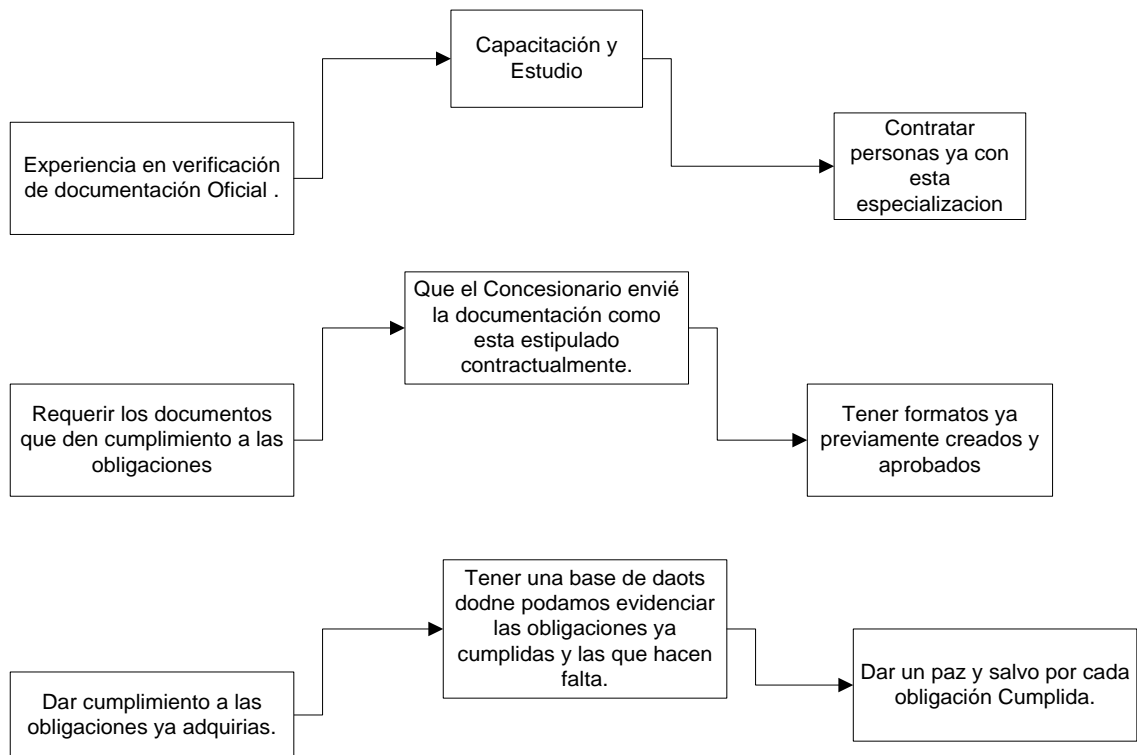 Experiencia en verificación
de documentación Oficial .
Capacitación y
Estudio
Contratar
personas ya con
esta
especializacion
Requerir los documentos
que den cumplimiento a las
obligaciones
Que el Concesionario envié
la documentación como
esta estipulado
contractualmente.
Tener formatos ya
previamente creados y
aprobados
Dar cumplimiento a las
obligaciones ya adquirias.
Tener una base de daots
dodne podamos evidenciar
las obligaciones ya
cumplidas y las que hacen
falta.
Dar un paz y salvo por cada
obligación Cumplida.